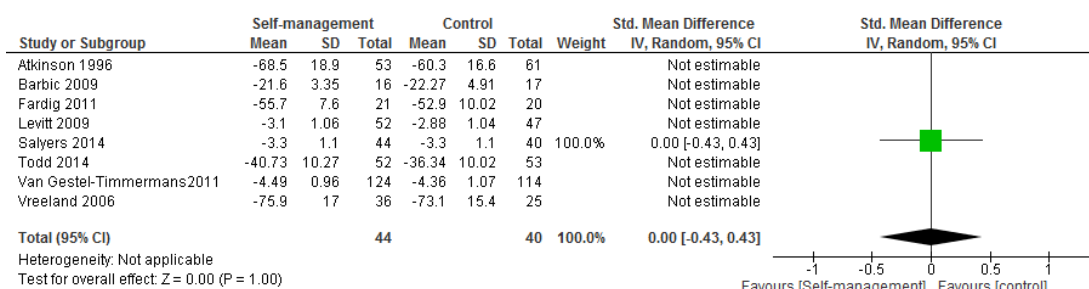 Self-management Control Std. Mean Difference Std. Mean Difference
Study or Subgroup Mean SD Total Mean SD Total Weight IV, Random, 95% CI IV, Random, 95% CI
Atkinson 1996 -68.5 18.9 53 -60.3 16.6 61 Not estimable
Barbic 2009 -21.6 3.35 16 -22.27 4.91 17 Not estimable
Fardig 2011 -55.7 7.6 21 -52.9 10.02 20 Not estimable
Levitt 2009 -3.1 1.06 52 -2.88 1.04 47 Not estimable
Salyers 2014 -3.3 1.1 44 -3.3 1.1 40 100.0% 0.00 [-0.43, 0.43]
Todd 2014 -40.73 10.27 52 -36.34 10.02 53 Not estimable
Van Gestel-Timmermans2011 -4.49 0.96 124 -4.36 1.07 114 Not estimable
Vreeland 2006 -75.9 17 36 -73.1 15.4 25 Not estimable
Total (95% CI) 44 40 100.0% 0.00 [-0.43, 0.43]
Heterogeneity: Not applicable
Test for overall effect: Z = 0.00 (P = 1.00)
-1 -0.5 0 0.5 1
Favours [Self-management] Favours [control]